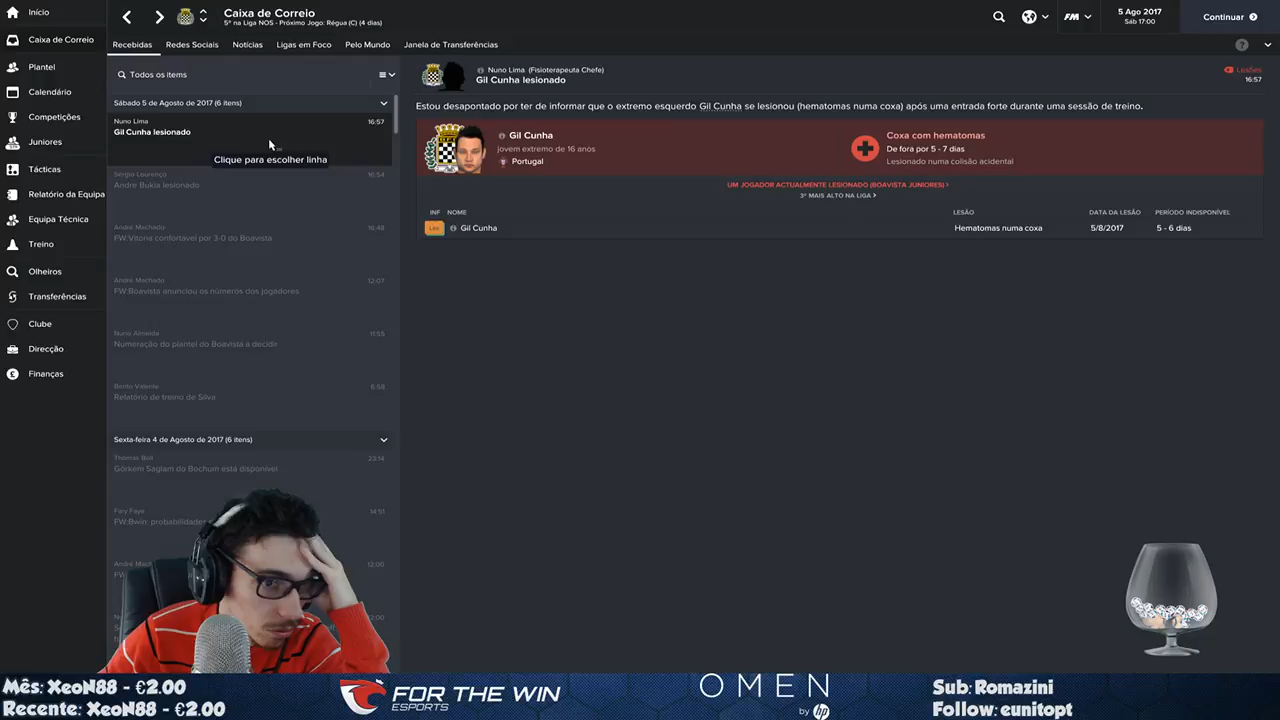 Início
Caixa de Correio
Plantel
Calendário
Competições
Juniores
Tácticas
Relatório da Equipa
Equipa Técnica
Treino
Olheiros
Transferências
Clube
Direcção
Finanças
Caixa de Correio
5º na Liga NOS - Próximo Jogo: Régua (C) (4 dias)
FM
5 Ago 2017
Sáb 17:00
Continuar
Recebidas
Redes Sociais
Notícias
Ligas em Foco
Pelo Mundo
Janela de Transferências
?
Todos os items
Sábado 5 de Agosto de 2017 (6 itens)
Nuno Lima 16:57
Gil Cunha lesionado
Clique para escolher linha
Sérgio Lourenço 16:54
Andre Bukia lesionado
André Machado 16:48
FW:Vitória confortável por 3-0 do Boavista
André Machado 12:07
FW:Boavista anunciou os números dos jogadores
Nuno Almeida 11:55
Numeração do plantel do Boavista a decidir
Bento Valente 6:58
Relatório de treino de Silva
Sexta-feira 4 de Agosto de 2017 (6 itens)
Thomas Boll 23:14
Görkem Saglam do Bochum está disponível
Fary Faye 14:51
FW:Bwin: probabilidades
André Mach 12:00
Nuno Lima (Fisioterapeuta Chefe)
Gil Cunha lesionado
Lesões
16:57
Estou desapontado por ter de informar que o extremo esquerdo Gil Cunha se lesionou (hematomas numa coxa) após uma entrada forte durante uma sessão de treino.
Gil Cunha
jovem extremo de 16 anos
Portugal
Coxa com hematomas
De fora por 5 - 7 dias
Lesionado numa colisão acidental
UM JOGADOR ACTUALMENTE LESIONADO (BOAVISTA JUNIORES) >
3º MAIS ALTO NA LIGA >
INF NOME LESÃO DATA DA LESÃO PERÍODO INDISPONÍVEL
Les Gil Cunha Hematomas numa coxa 5/8/2017 5 - 6 dias
Mês: XeoN88 - €2.00
Recente: XeoN88 - €2.00
FOR THE WIN
ESPORTS
OMEN
by hp
Sub: Romazini
Follow: eunitopt